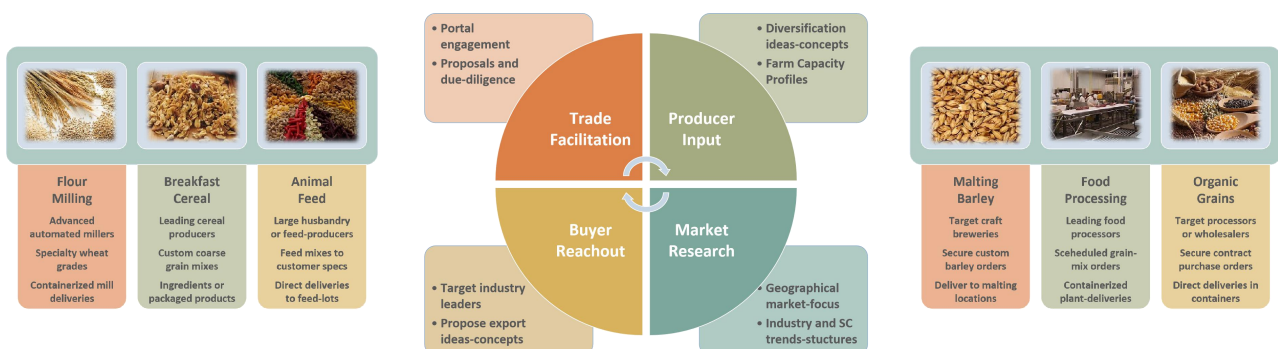 Flour
Milling
Advanced
automated millers
Specialty wheat
grades
Containerized mill
deliveries
Breakfast
Cereal
Leading cereal
producers
Custom coarse
grain mixes
Ingredients or
packaged products
Animal
Feed
Large husbandry
or feed-producers
Feed mixes to
customer specs
Direct deliveries
to feed-lots
• Portal
engagement
• Proposals and
due-diligence
• Diversification
ideas-concepts
• Farm Capacity
Profiles
Trade
Facilitation
Producer
Input
Buyer
Reachout
Market
Research
• Target industry
leaders
• Propose export
ideas-concepts
• Geographical
market-focus
• Industry and SC
trends-stuctures
Malting
Barley
Target craft
breweries
Secure custom
barley orders
Deliver to malting
locations
Food
Processing
Leading food
processors
Sceheduled grain-
mix orders
Containerized
plant-deliveries
Organic
Grains
Target processors
or wholesalers
Secure contract
purchase orders
Direct deliveries in
containers